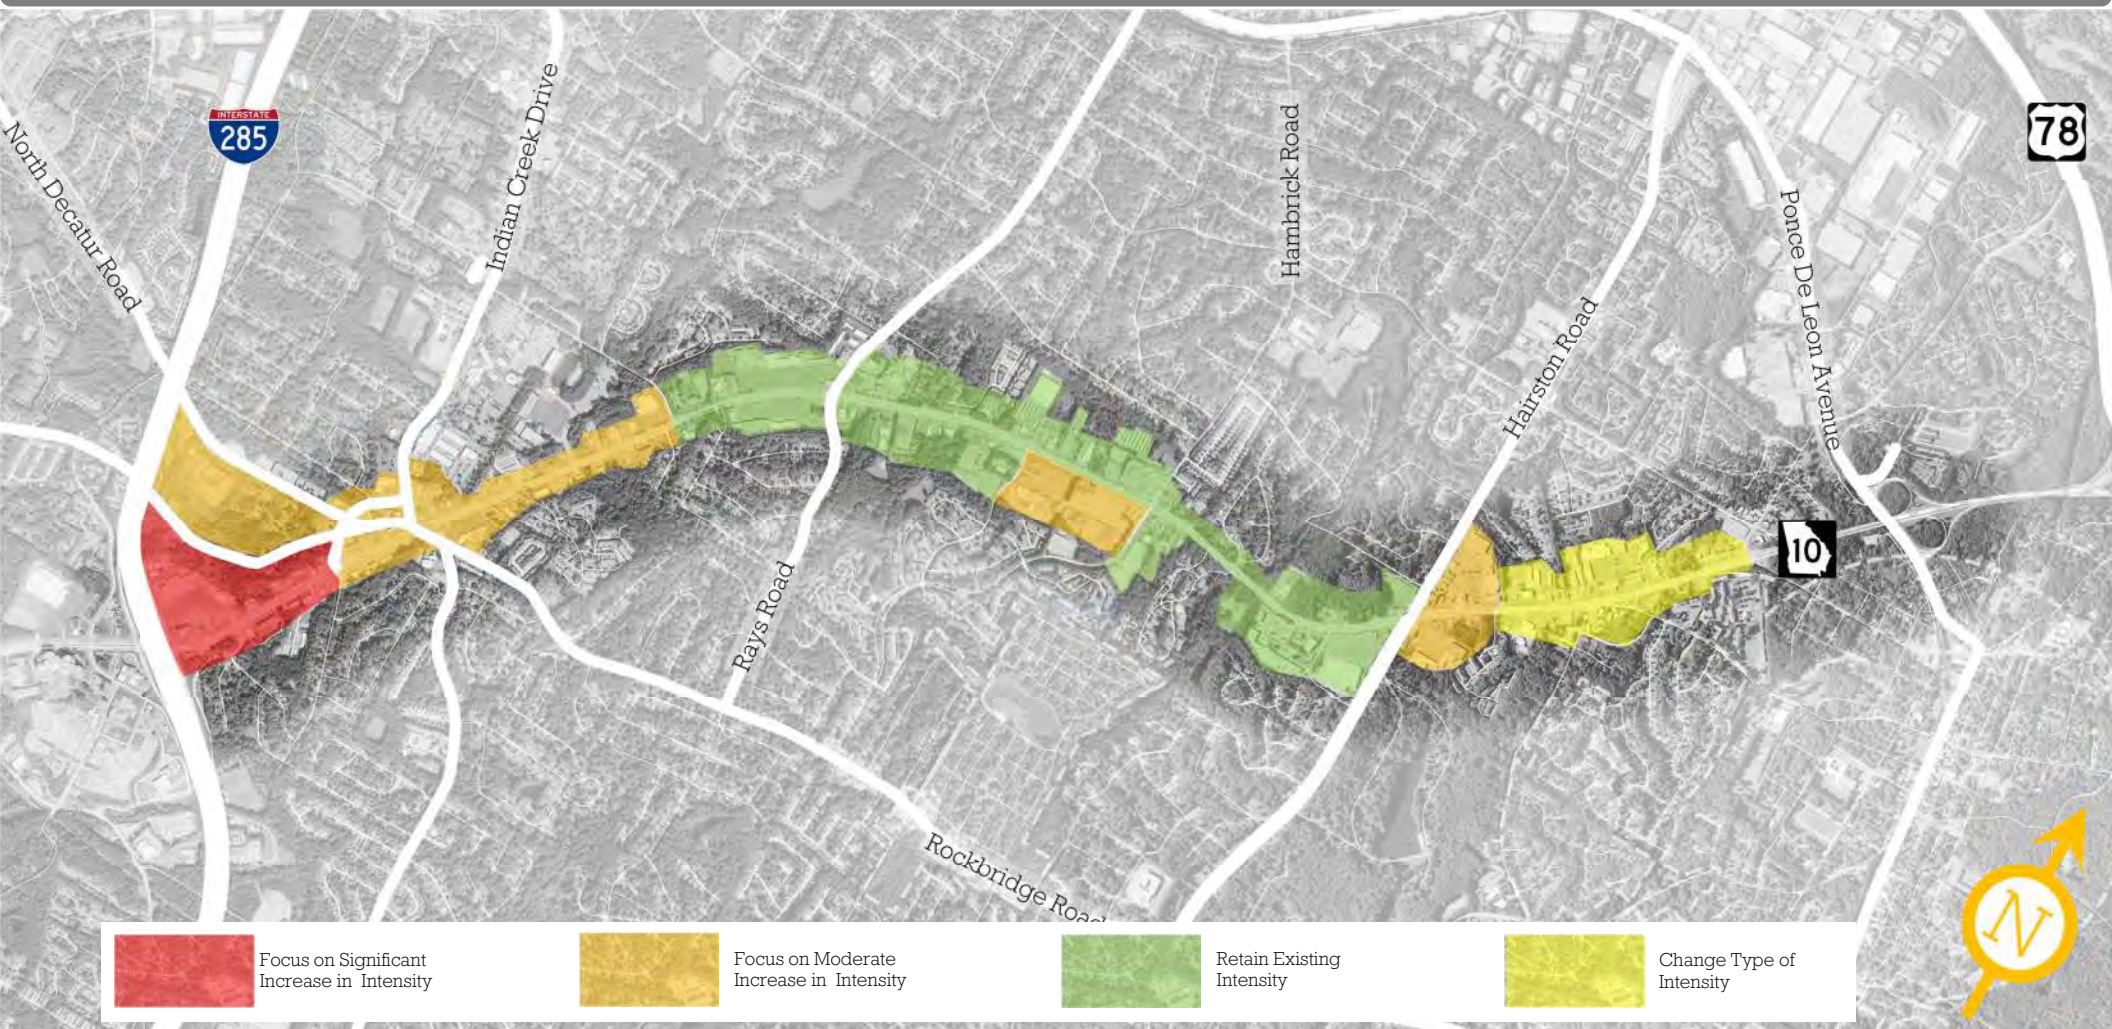 INTERSTATE
285
Indian Creek Drive
North Decatur Road
Hambrick Road
78
Ponce De Leon Avenue
Hairston Road
10
Rays Road
Rockbridge Road
N
Focus on Significant
Increase in Intensity
Focus on Moderate
Increase in Intensity
Retain Existing
Intensity
Change Type of
Intensity